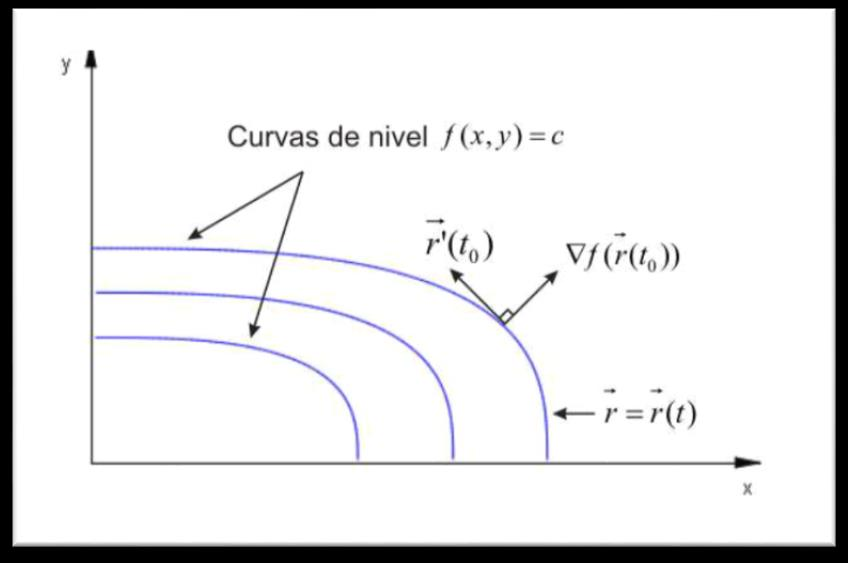 y
Curvas de nivel f(x,y)=c
r⃗'(t₀)
∇f(r⃗(t₀))
r⃗ = r⃗(t)
x